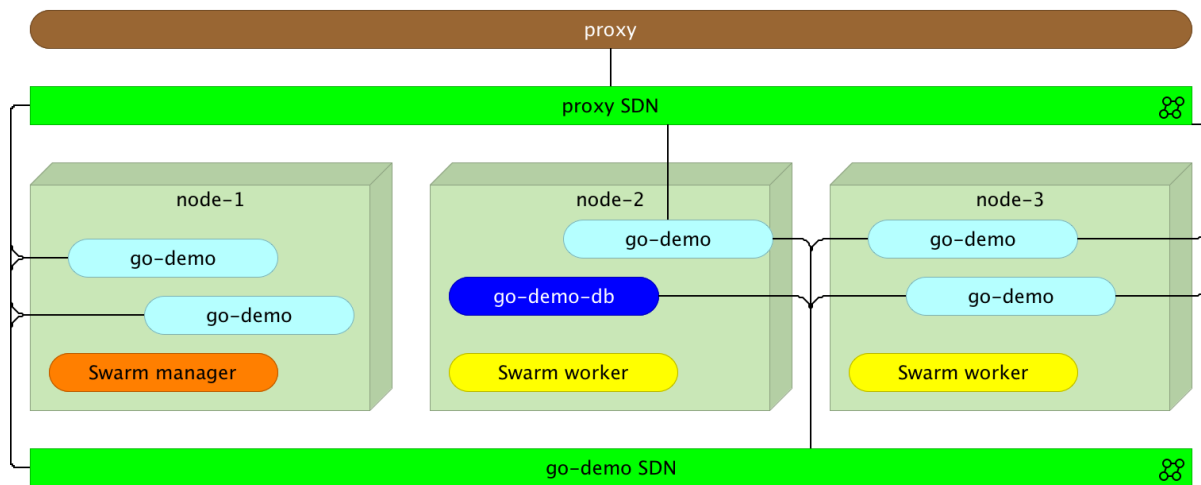 proxy
proxy SDN
node-1
go-demo
go-demo
Swarm manager
node-2
go-demo
go-demo-db
Swarm worker
node-3
go-demo
go-demo
Swarm worker
go-demo SDN